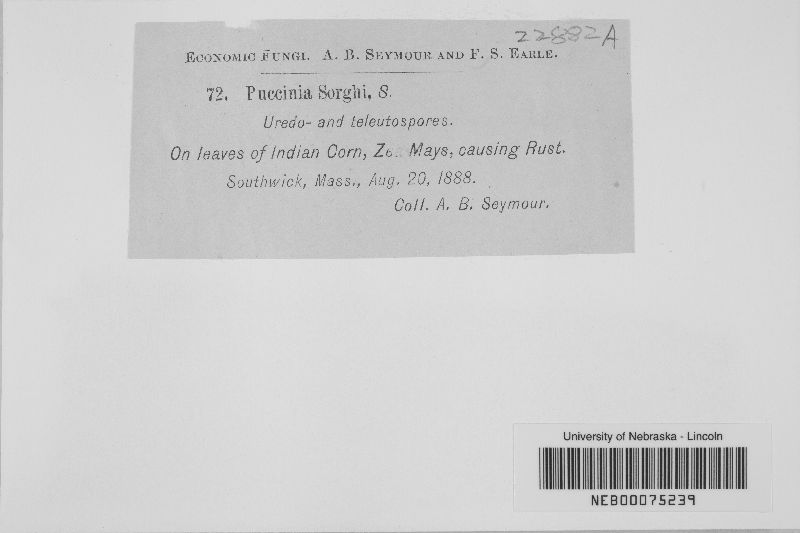 22882A
Economic Fungi. A. B. Seymour and F. S. Earle.
72. Puccinia Sorghi, S.
Uredo- and teleutospores.
On leaves of Indian Corn, Zea Mays, causing Rust.
Southwick, Mass., Aug. 20, 1888.
Coll. A. B. Seymour.
University of Nebraska - Lincoln
NEB00075239